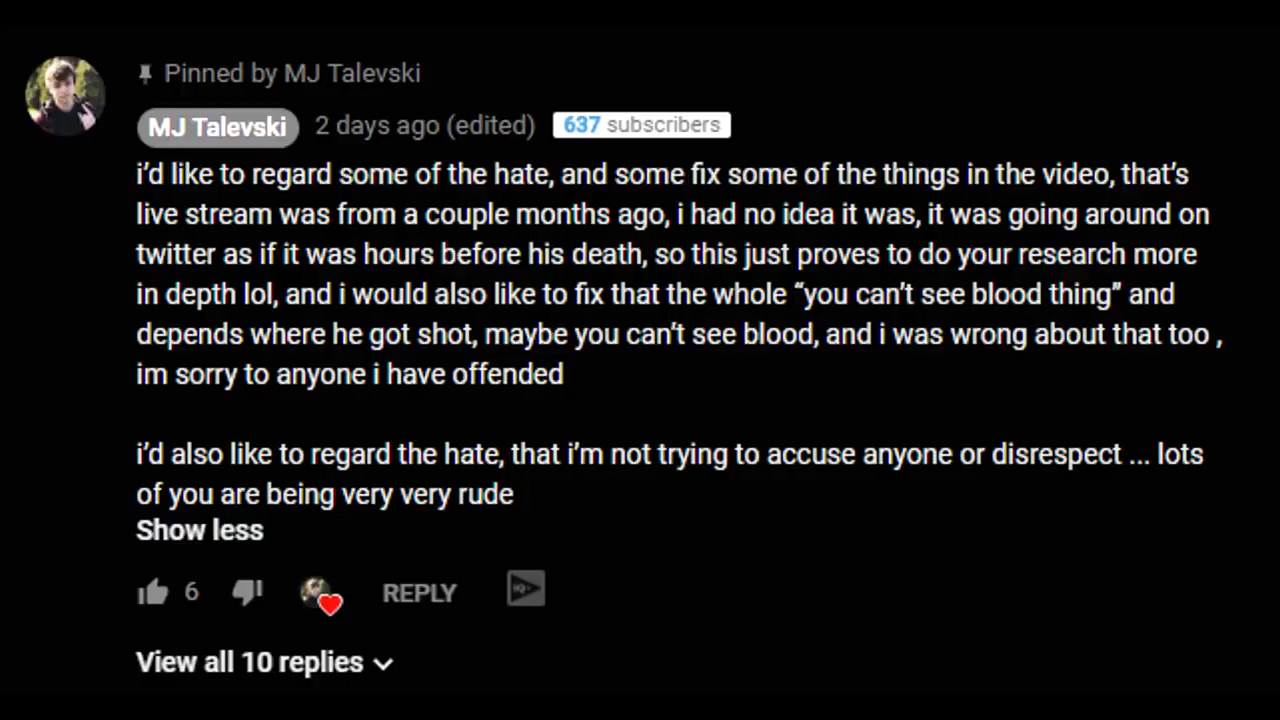 Pinned by MJ Talevski
MJ Talevski 2 days ago (edited) 637 subscribers
i'd like to regard some of the hate, and some fix some of the things in the video, that's
live stream was from a couple months ago, i had no idea it was, it was going around on
twitter as if it was hours before his death, so this just proves to do your research more
in depth lol, and i would also like to fix that the whole “you can't see blood thing” and
depends where he got shot, maybe you can't see blood, and i was wrong about that too ,
im sorry to anyone i have offended
i'd also like to regard the hate, that i'm not trying to accuse anyone or disrespect ... lots
of you are being very very rude
Show less
6 REPLY
View all 10 replies